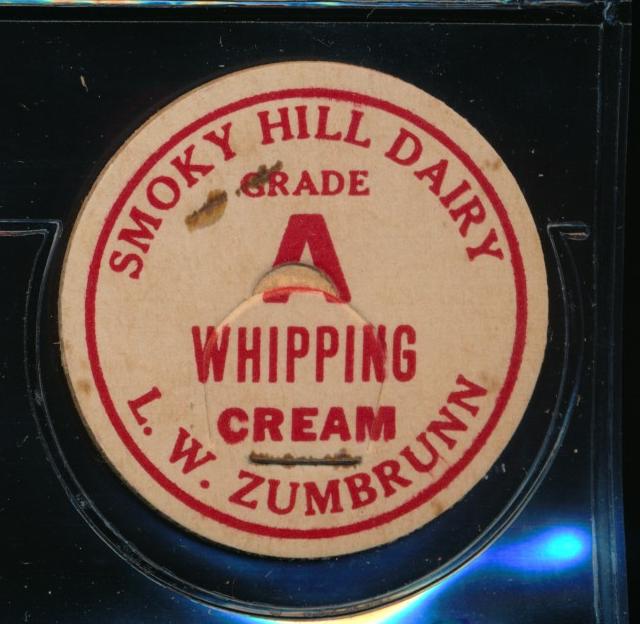 SMOKY HILL DAIRY
GRADE
A
WHIPPING
CREAM
L. W. ZUMBRUNN